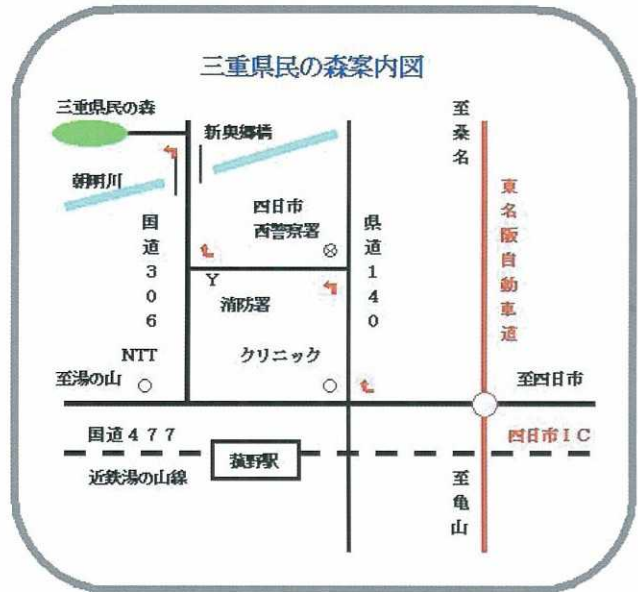 三重県民の森案内図
三重県民の森
新奥郷橋
至桑名
朝明川
四日市
西警察署
東名阪自動車道
国道306
県道140
Y
消防署
NTT
クリニック
至湯の山
至四日市
国道477
四日市IC
菰野駅
近鉄湯の山線
至亀山